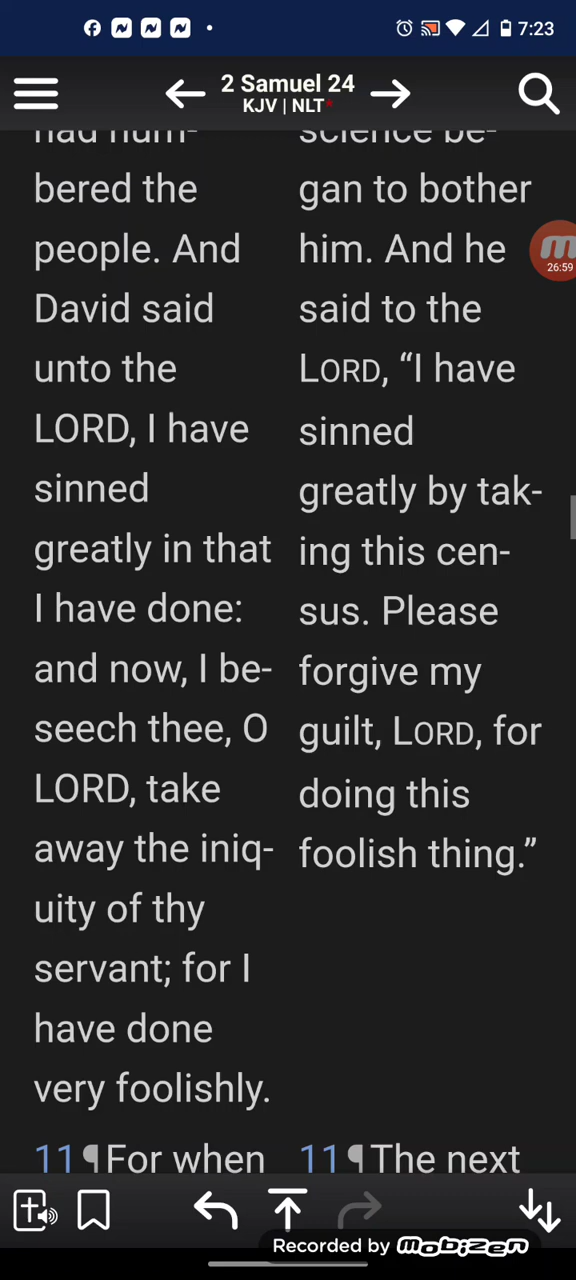 7:23
2 Samuel 24
KJV | NLT*
had num-
bered the
people. And
David said
unto the
LORD, I have
sinned
greatly in that
I have done:
and now, I be-
seech thee, O
LORD, take
away the iniq-
uity of thy
servant; for I
have done
very foolishly.
11 ¶For when
science be-
gan to bother
him. And he
said to the
LORD, “I have
sinned
greatly by tak-
ing this cen-
sus. Please
forgive my
guilt, LORD, for
doing this
foolish thing.”
11 ¶The next
m
26:59
Recorded by mobizen